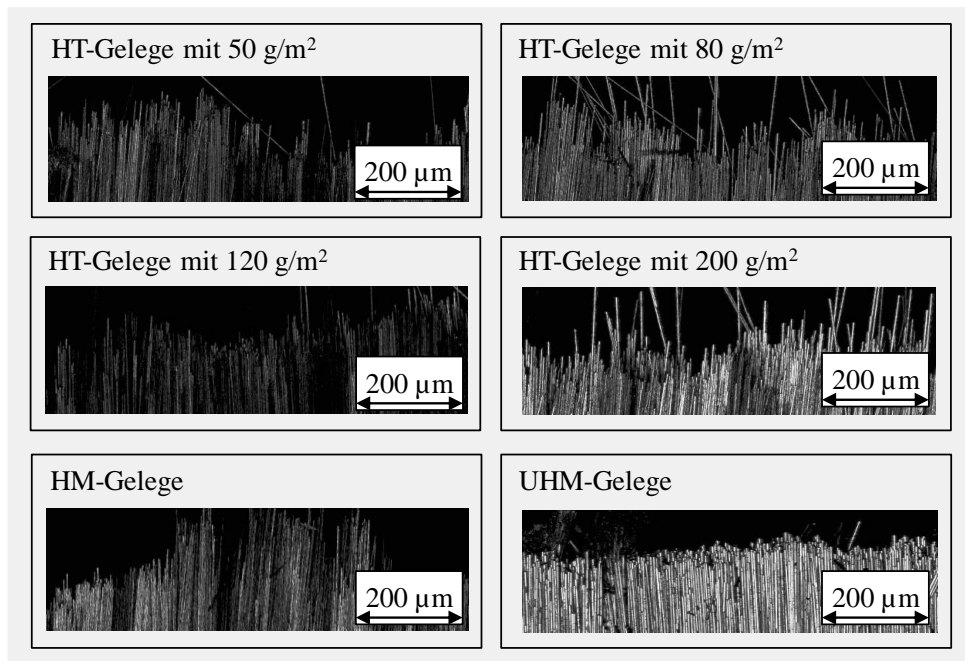 HT-Gelege mit 50 g/m²
200 µm
HT-Gelege mit 80 g/m²
200 µm
HT-Gelege mit 120 g/m²
200 µm
HT-Gelege mit 200 g/m²
200 µm
HM-Gelege
200 µm
UHM-Gelege
200 µm